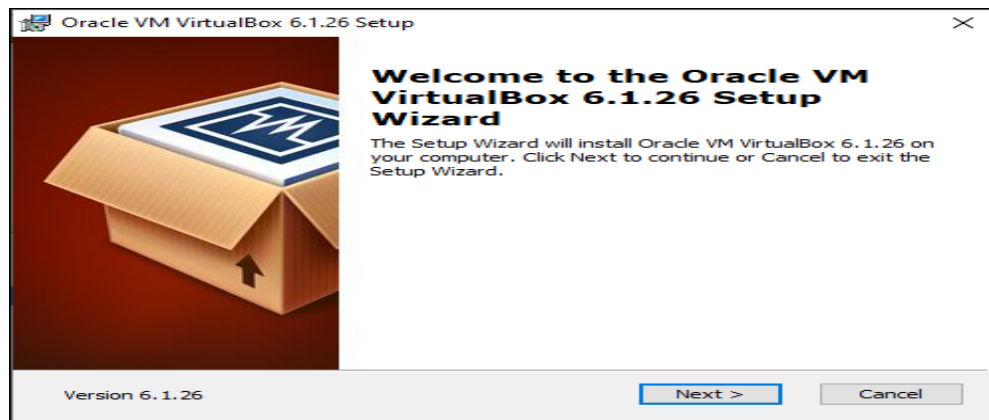 Oracle VM VirtualBox 6.1.26 Setup
Welcome to the Oracle VM
VirtualBox 6.1.26 Setup
Wizard
The Setup Wizard will install Oracle VM VirtualBox 6.1.26 on
your computer. Click Next to continue or Cancel to exit the
Setup Wizard.
Version 6.1.26
Next >
Cancel